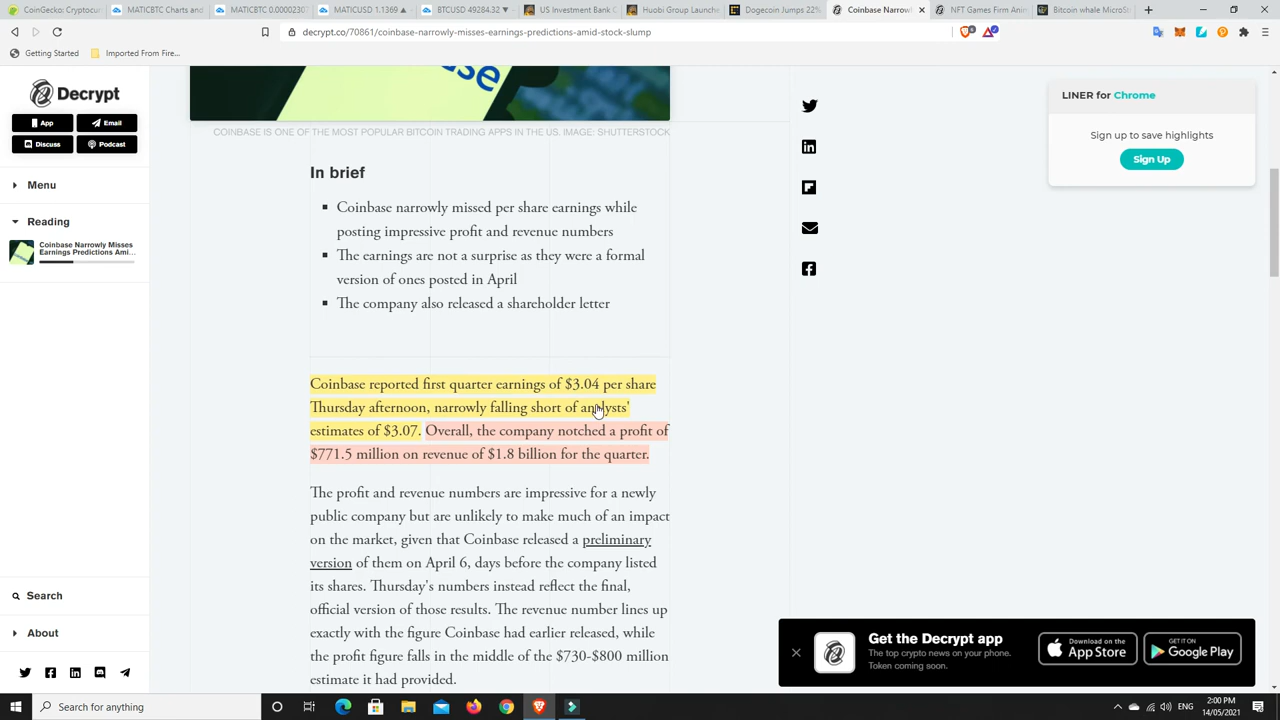 CoinGecko: Cryptocur
MATICBTC Charts and
MATICBTC 0.00002307
MATICUSD 1.1369▲
BTCUSD 49284.32▼
US Investment Bank G
Huobi Group Launche
Dogecoin Jumps 22%
Coinbase Narrowl
NFT Games Firm Ani
Bitcoin whale MicroSt
decrypt.co/70861/coinbase-narrowly-misses-earnings-predictions-amid-stock-slump
Getting Started
Imported From Fire...
Decrypt
App
Email
Discuss
Podcast
Menu
Reading
Coinbase Narrowly Misses
Earnings Predictions Ami...
Search
About
COINBASE IS ONE OF THE MOST POPULAR BITCOIN TRADING APPS IN THE US. IMAGE: SHUTTERSTOCK
In brief
Coinbase narrowly missed per share earnings while
posting impressive profit and revenue numbers
The earnings are not a surprise as they were a formal
version of ones posted in April
The company also released a shareholder letter
Coinbase reported first quarter earnings of $3.04 per share
Thursday afternoon, narrowly falling short of analysts'
estimates of $3.07. Overall, the company notched a profit of
$771.5 million on revenue of $1.8 billion for the quarter.
The profit and revenue numbers are impressive for a newly
public company but are unlikely to make much of an impact
on the market, given that Coinbase released a preliminary
version of them on April 6, days before the company listed
its shares. Thursday's numbers instead reflect the final,
official version of those results. The revenue number lines up
exactly with the figure Coinbase had earlier released, while
the profit figure falls in the middle of the $730-$800 million
estimate it had provided.
LINER for Chrome
Sign up to save highlights
Sign Up
Get the Decrypt app
The top crypto news on your phone.
Token coming soon.
Download on the
App Store
GET IT ON
Google Play
Search for anything
ENG
2:00 PM
14/05/2021